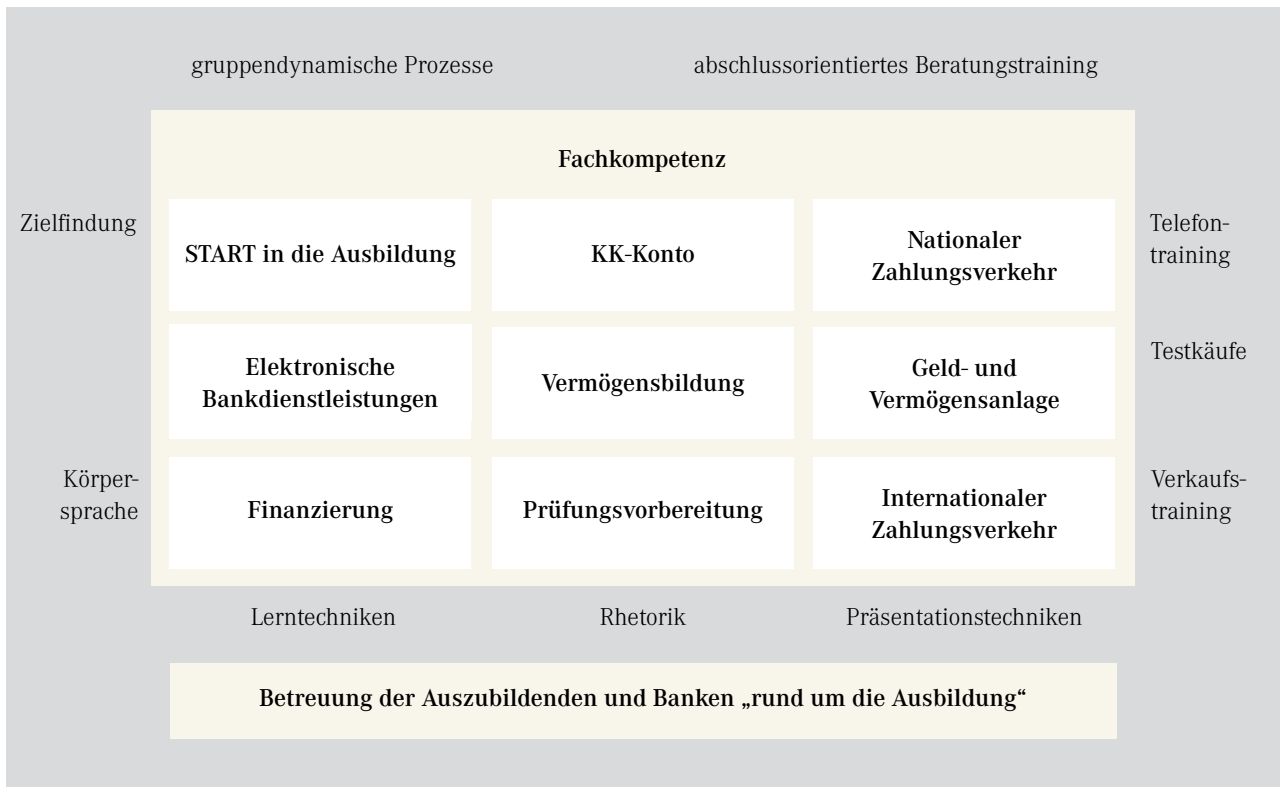 gruppendynamische Prozesse
abschlussorientiertes Beratungstraining
Fachkompetenz
Zielfindung
START in die Ausbildung
KK-Konto
Nationaler
Zahlungsverkehr
Telefon-
training
Elektronische
Bankdienstleistungen
Vermögensbildung
Geld- und
Vermögensanlage
Testkäufe
Körper-
sprache
Finanzierung
Prüfungsvorbereitung
Internationaler
Zahlungsverkehr
Verkaufs-
training
Lerntechniken
Rhetorik
Präsentationstechniken
Betreuung der Auszubildenden und Banken „rund um die Ausbildung“